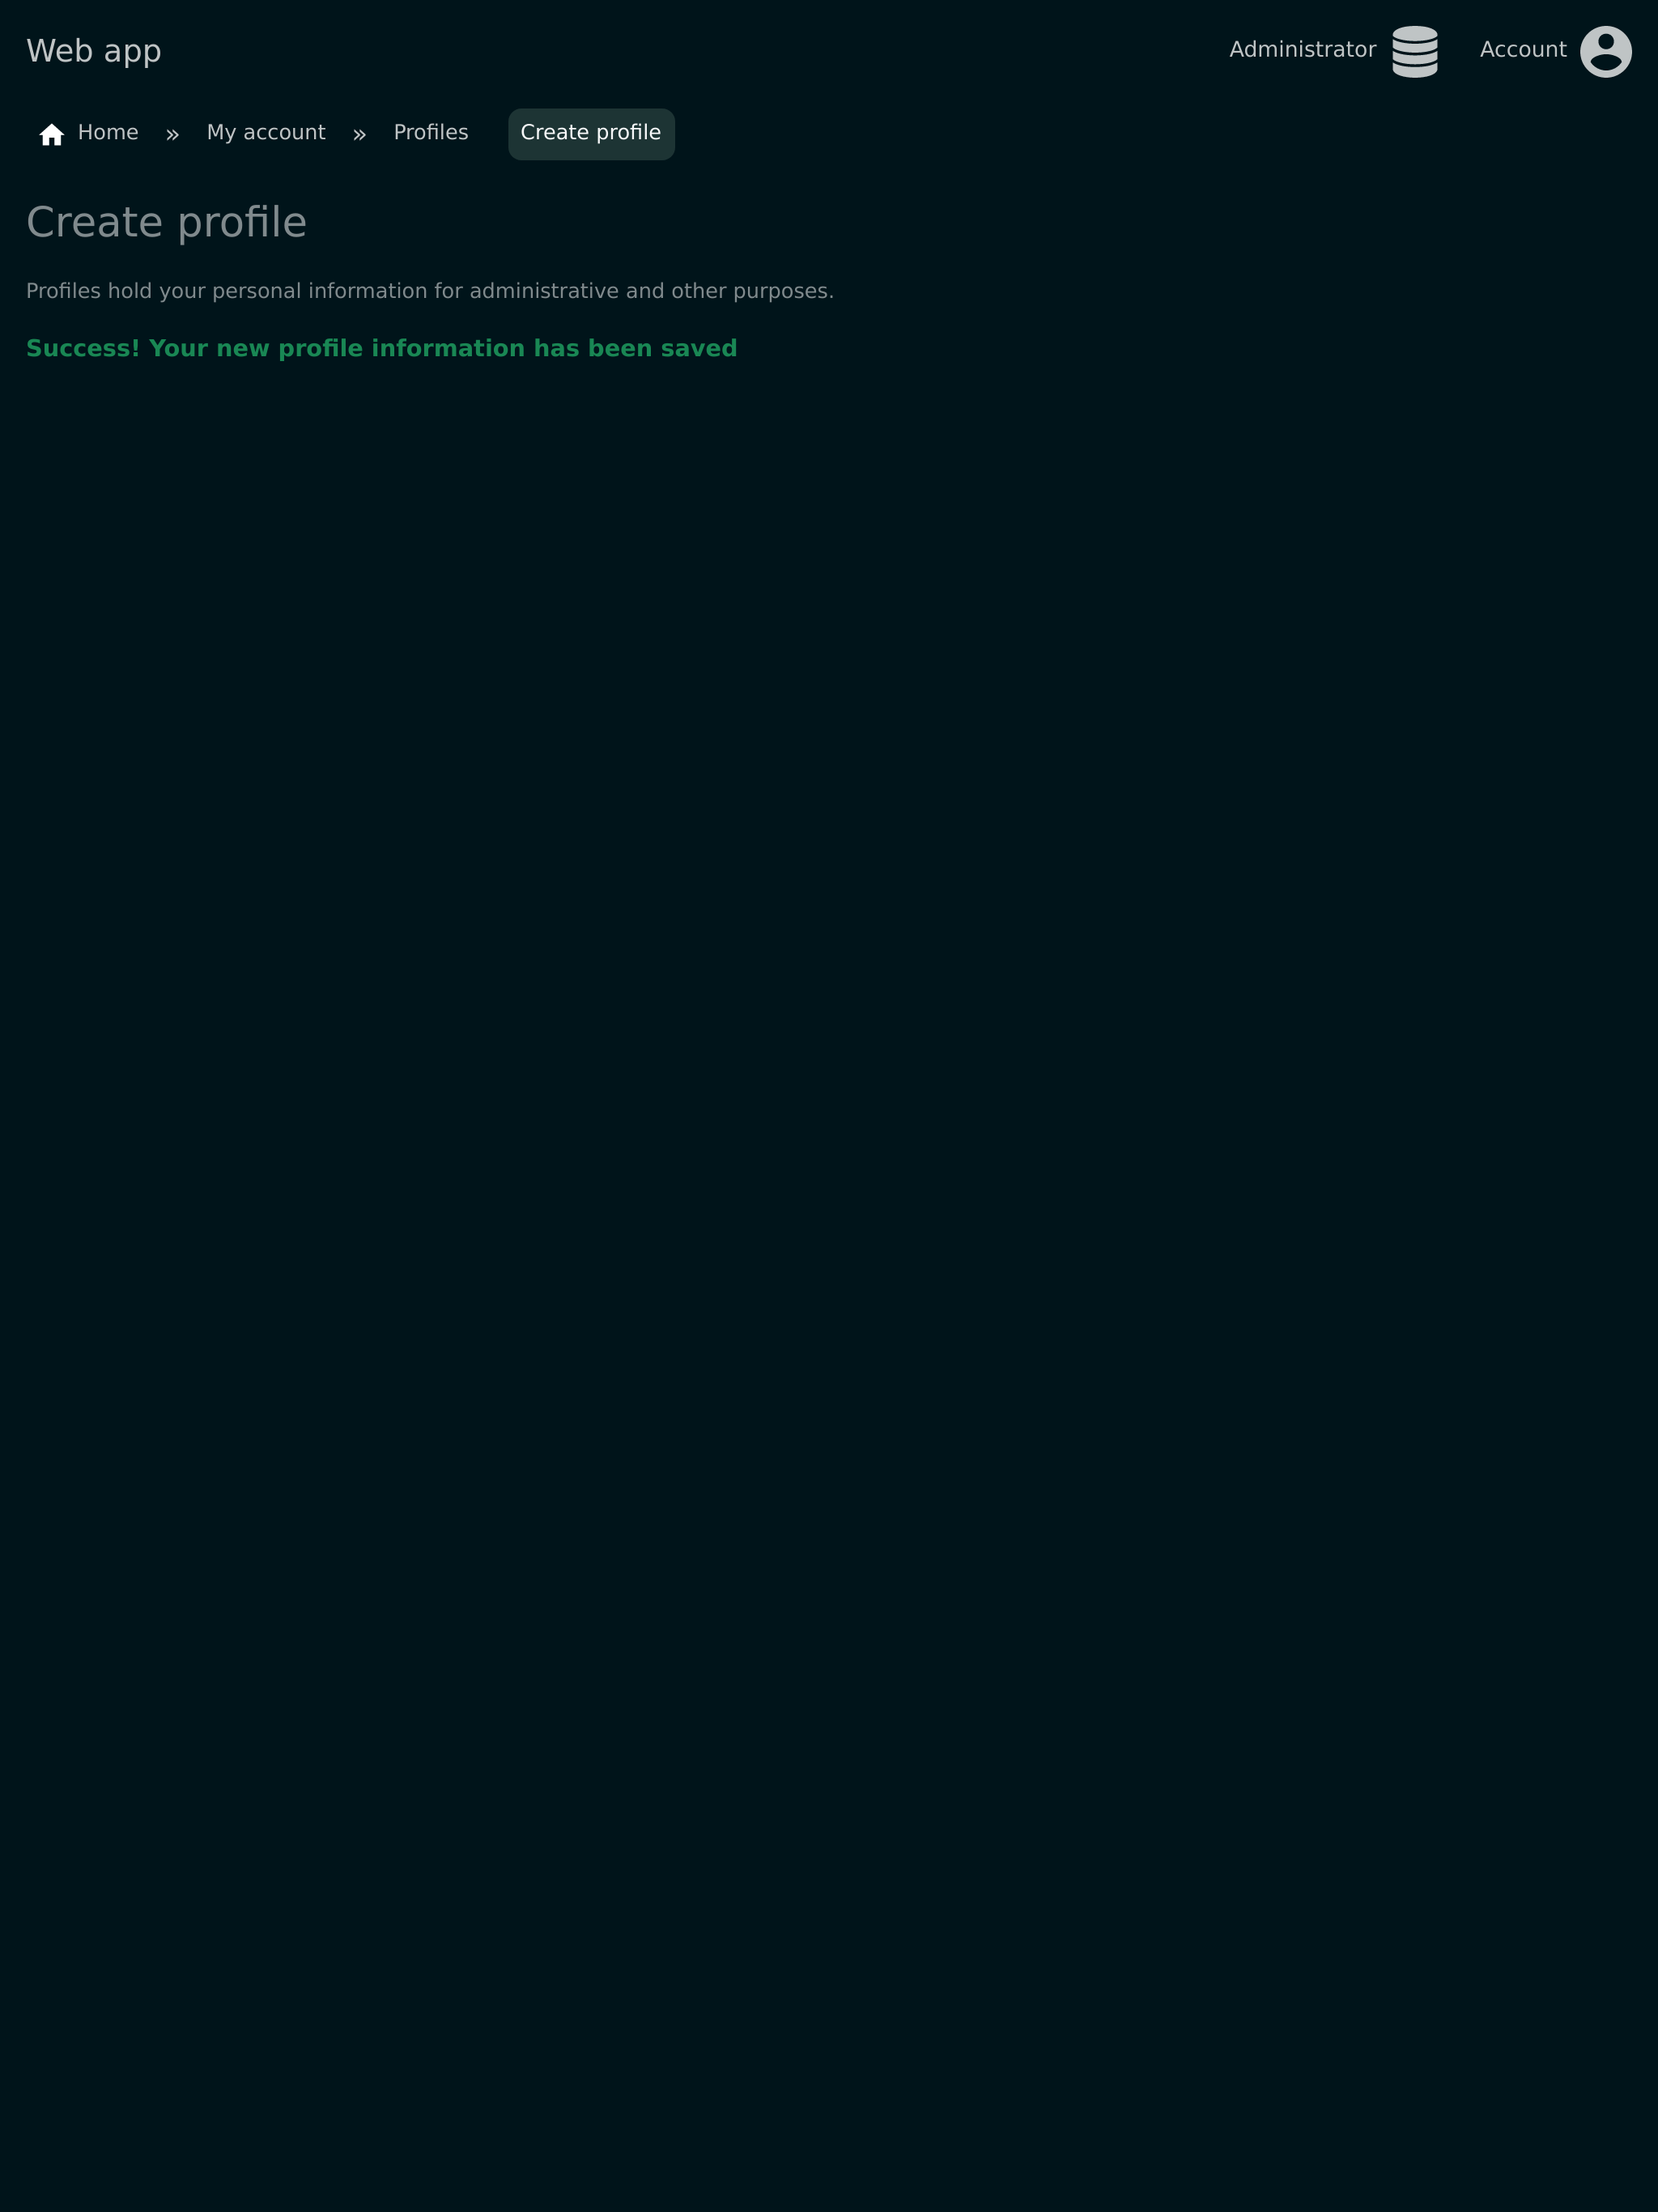 Web app
Administrator
Account
Home » My account » Profiles Create profile
Create profile
Profiles hold your personal information for administrative and other purposes.
Success! Your new profile information has been saved